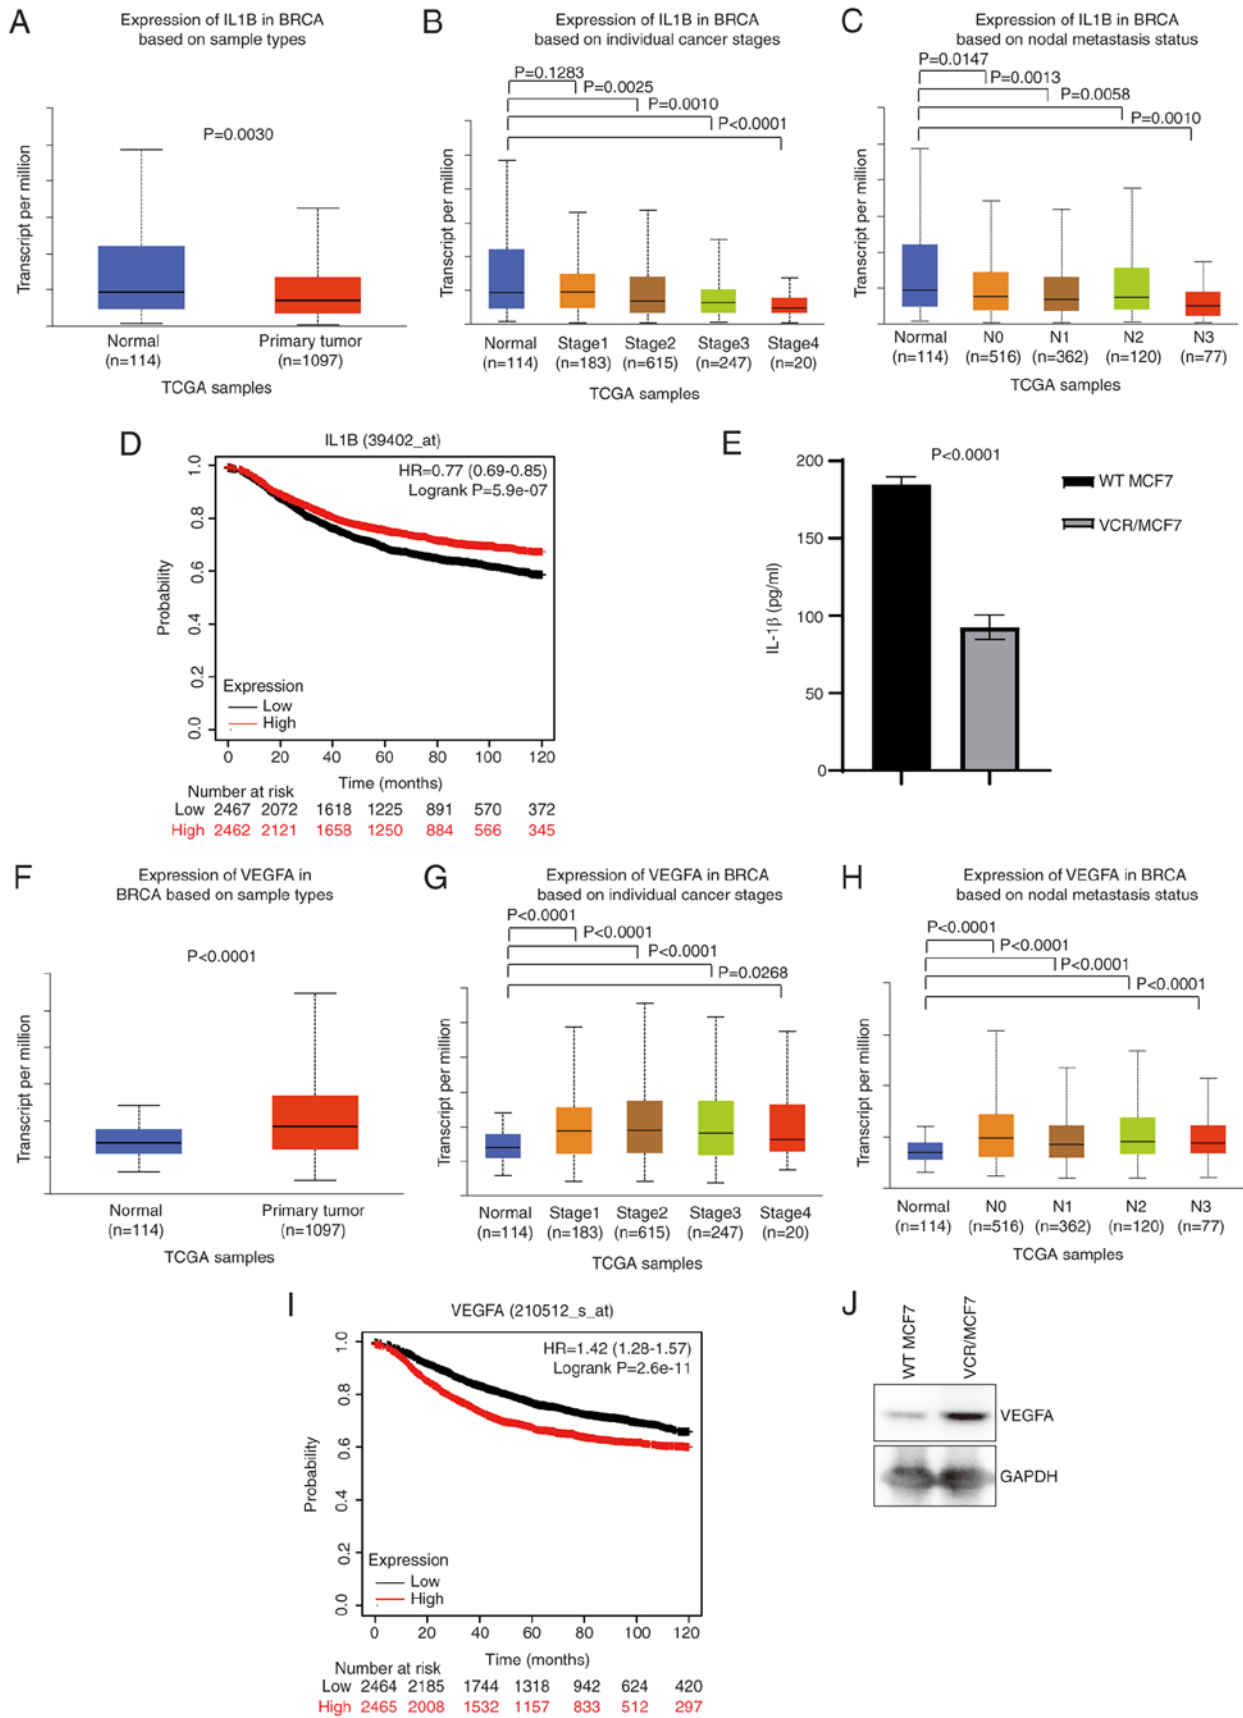 A
Expression of IL1B in BRCA
based on sample types
P=0.0030
Transcript per million
Normal
(n=114)
Primary tumor
(n=1097)
TCGA samples
B
Expression of IL1B in BRCA
based on individual cancer stages
P=0.1283
P=0.0025
P=0.0010
P<0.0001
Transcript per million
Normal Stage1 Stage2 Stage3 Stage4
(n=114) (n=183) (n=615) (n=247) (n=20)
TCGA samples
C
Expression of IL1B in BRCA
based on nodal metastasis status
P=0.0147
P=0.0013
P=0.0058
P=0.0010
Transcript per million
Normal N0 N1 N2 N3
(n=114) (n=516) (n=362) (n=120) (n=77)
TCGA samples
D
IL1B (39402_at)
HR=0.77 (0.69-0.85)
Logrank P=5.9e-07
Probability
1.0
0.8
0.6
0.4
0.2
0.0
Expression
Low
High
0 20 40 60 80 100 120
Time (months)
Number at risk
Low 2467 2072 1618 1225 891 570 372
High 2462 2121 1658 1250 884 566 345
E
P<0.0001
WT MCF7
VCR/MCF7
IL-1β (pg/ml)
200
150
100
50
0
F
Expression of VEGFA in
BRCA based on sample types
P<0.0001
Transcript per million
Normal
(n=114)
Primary tumor
(n=1097)
TCGA samples
G
Expression of VEGFA in BRCA
based on individual cancer stages
P<0.0001
P<0.0001
P<0.0001
P=0.0268
Transcript per million
Normal Stage1 Stage2 Stage3 Stage4
(n=114) (n=183) (n=615) (n=247) (n=20)
TCGA samples
H
Expression of VEGFA in BRCA
based on nodal metastasis status
P<0.0001
P<0.0001
P<0.0001
P<0.0001
Transcript per million
Normal N0 N1 N2 N3
(n=114) (n=516) (n=362) (n=120) (n=77)
TCGA samples
I
VEGFA (210512_s_at)
HR=1.42 (1.28-1.57)
Logrank P=2.6e-11
Probability
1.0
0.8
0.6
0.4
0.2
0.0
Expression
Low
High
0 20 40 60 80 100 120
Time (months)
Number at risk
Low 2464 2185 1744 1318 942 624 420
High 2465 2008 1532 1157 833 512 297
J
WT MCF7
VCR/MCF7
VEGFA
GAPDH